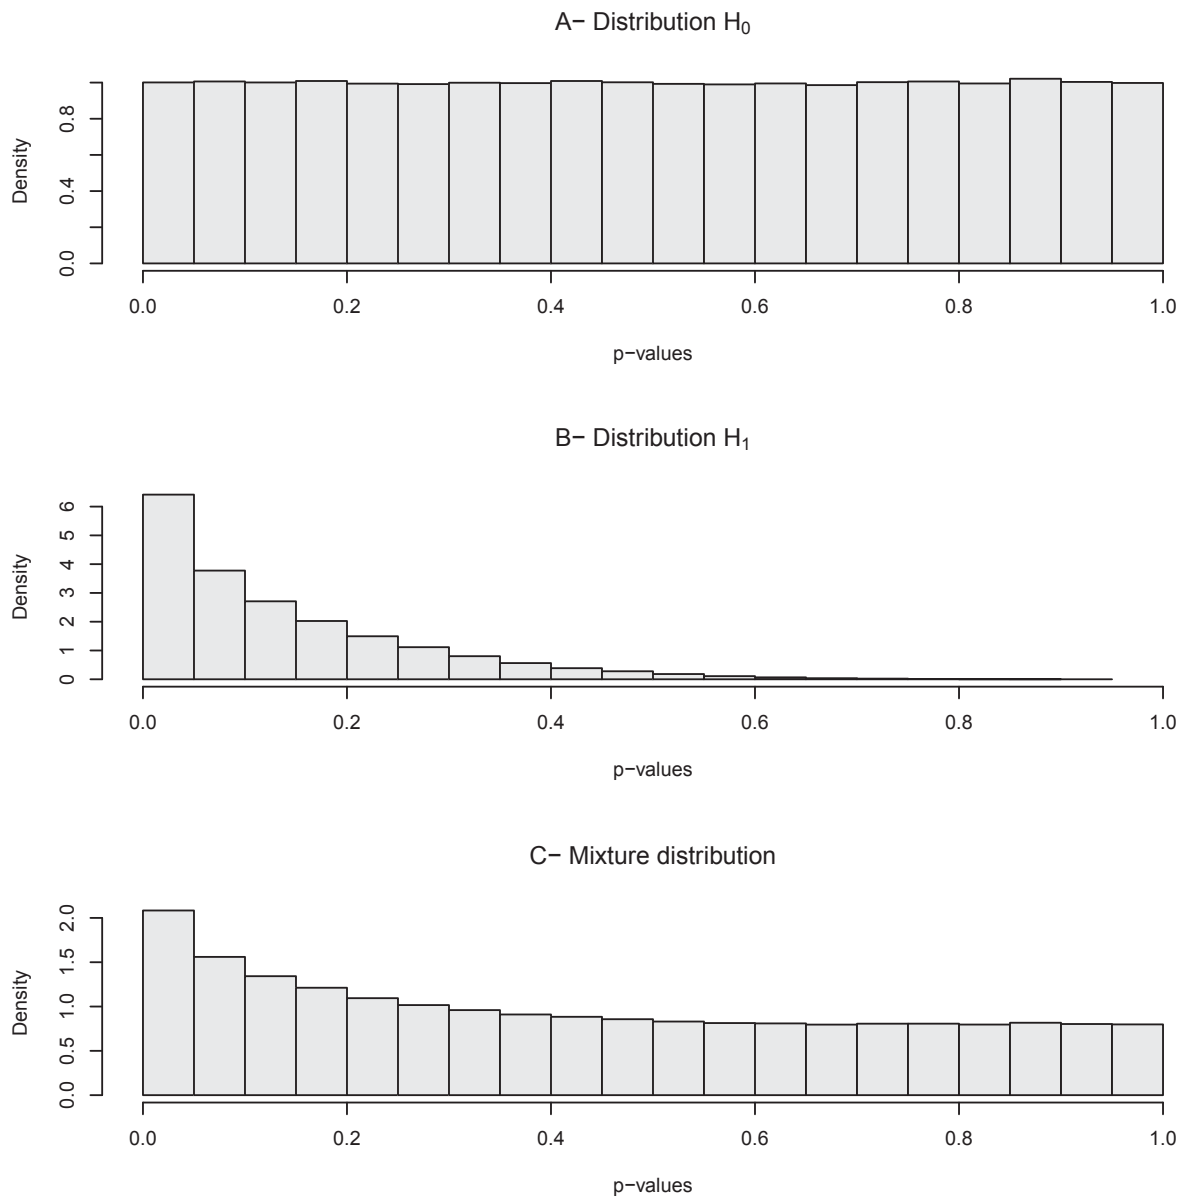 A− Distribution H₀
Density
0.8
0.4
0.0
0.0 0.2 0.4 0.6 0.8 1.0
p−values
B− Distribution H₁
Density
6
5
4
3
2
1
0
0.0 0.2 0.4 0.6 0.8 1.0
p−values
C− Mixture distribution
Density
2.0
1.5
1.0
0.5
0.0
0.0 0.2 0.4 0.6 0.8 1.0
p−values